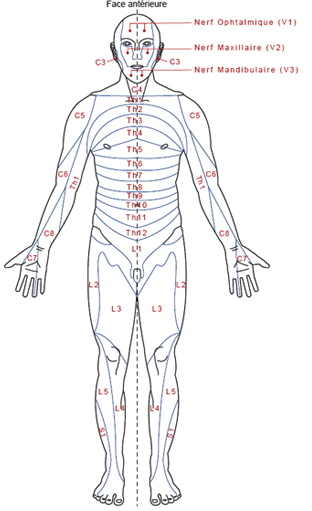 Face antérieure
Nerf Ophtalmique (V1)
Nerf Maxillaire (V2)
C3 C3
Nerf Mandibulaire (V3)
C4
Th1
Th2
C5 C5
Th3
Th4
Th5
Th6
C6 Th1 Th7 Th1 C6
Th8
Th9
Th10
Th11
C8 Th12 C8
L1
C7 C7
L2 L2
L3 L3
L5 L5
L4 L4
S1 S1